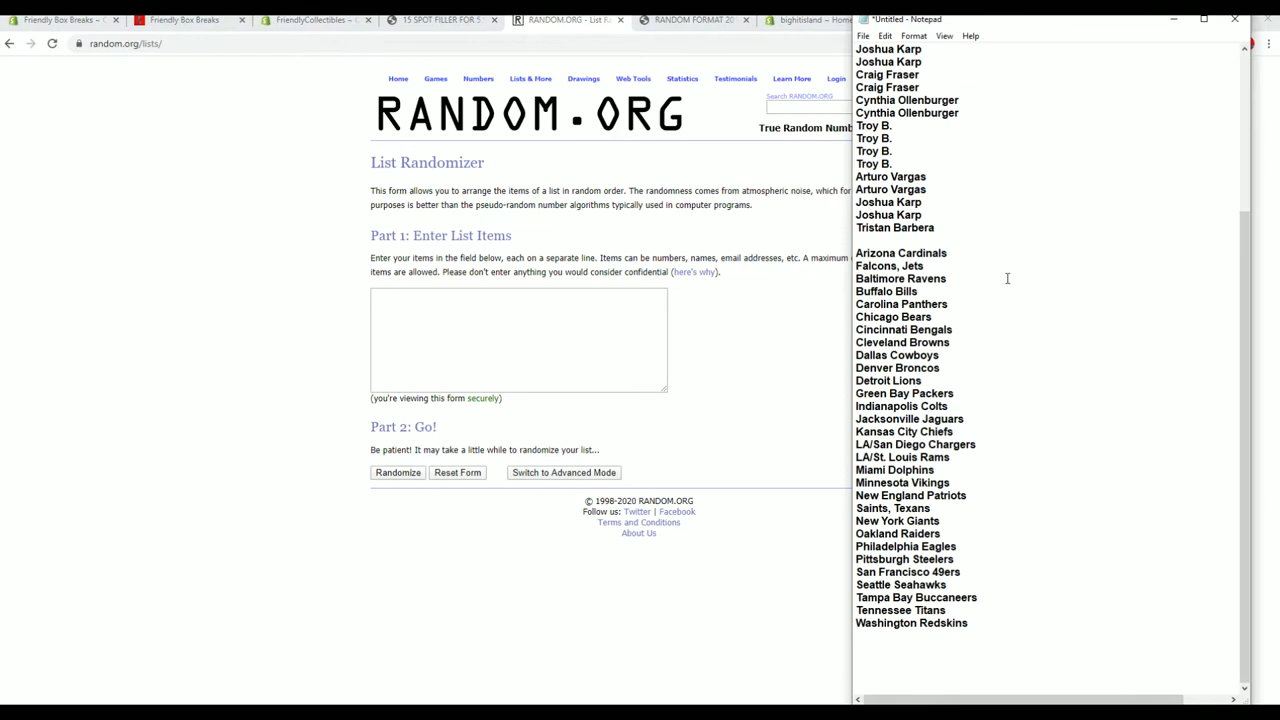 Friendly Box Breaks – C
Friendly Box Breaks
FriendlyCollectibles – C
15 SPOT FILLER FOR 5
RANDOM.ORG - List Ra
RANDOM FORMAT 20
bighitisland – Hom
random.org/lists/
Home Games Numbers Lists & More Drawings Web Tools Statistics Testimonials Learn More Login
Search RANDOM.ORG
RANDOM.ORG
True Random Numb
List Randomizer
This form allows you to arrange the items of a list in random order. The randomness comes from atmospheric noise, which for
purposes is better than the pseudo-random number algorithms typically used in computer programs.
Part 1: Enter List Items
Enter your items in the field below, each on a separate line. Items can be numbers, names, email addresses, etc. A maximum
items are allowed. Please don't enter anything you would consider confidential (here's why).
(you're viewing this form securely)
Part 2: Go!
Be patient! It may take a little while to randomize your list...
Randomize Reset Form Switch to Advanced Mode
© 1998-2020 RANDOM.ORG
Follow us: Twitter | Facebook
Terms and Conditions
About Us
*Untitled - Notepad
File Edit Format View Help
Joshua Karp
Joshua Karp
Craig Fraser
Craig Fraser
Cynthia Ollenburger
Cynthia Ollenburger
Troy B.
Troy B.
Troy B.
Troy B.
Arturo Vargas
Arturo Vargas
Joshua Karp
Joshua Karp
Tristan Barbera
Arizona Cardinals
Falcons, Jets
Baltimore Ravens
Buffalo Bills
Carolina Panthers
Chicago Bears
Cincinnati Bengals
Cleveland Browns
Dallas Cowboys
Denver Broncos
Detroit Lions
Green Bay Packers
Indianapolis Colts
Jacksonville Jaguars
Kansas City Chiefs
LA/San Diego Chargers
LA/St. Louis Rams
Miami Dolphins
Minnesota Vikings
New England Patriots
Saints, Texans
New York Giants
Oakland Raiders
Philadelphia Eagles
Pittsburgh Steelers
San Francisco 49ers
Seattle Seahawks
Tampa Bay Buccaneers
Tennessee Titans
Washington Redskins